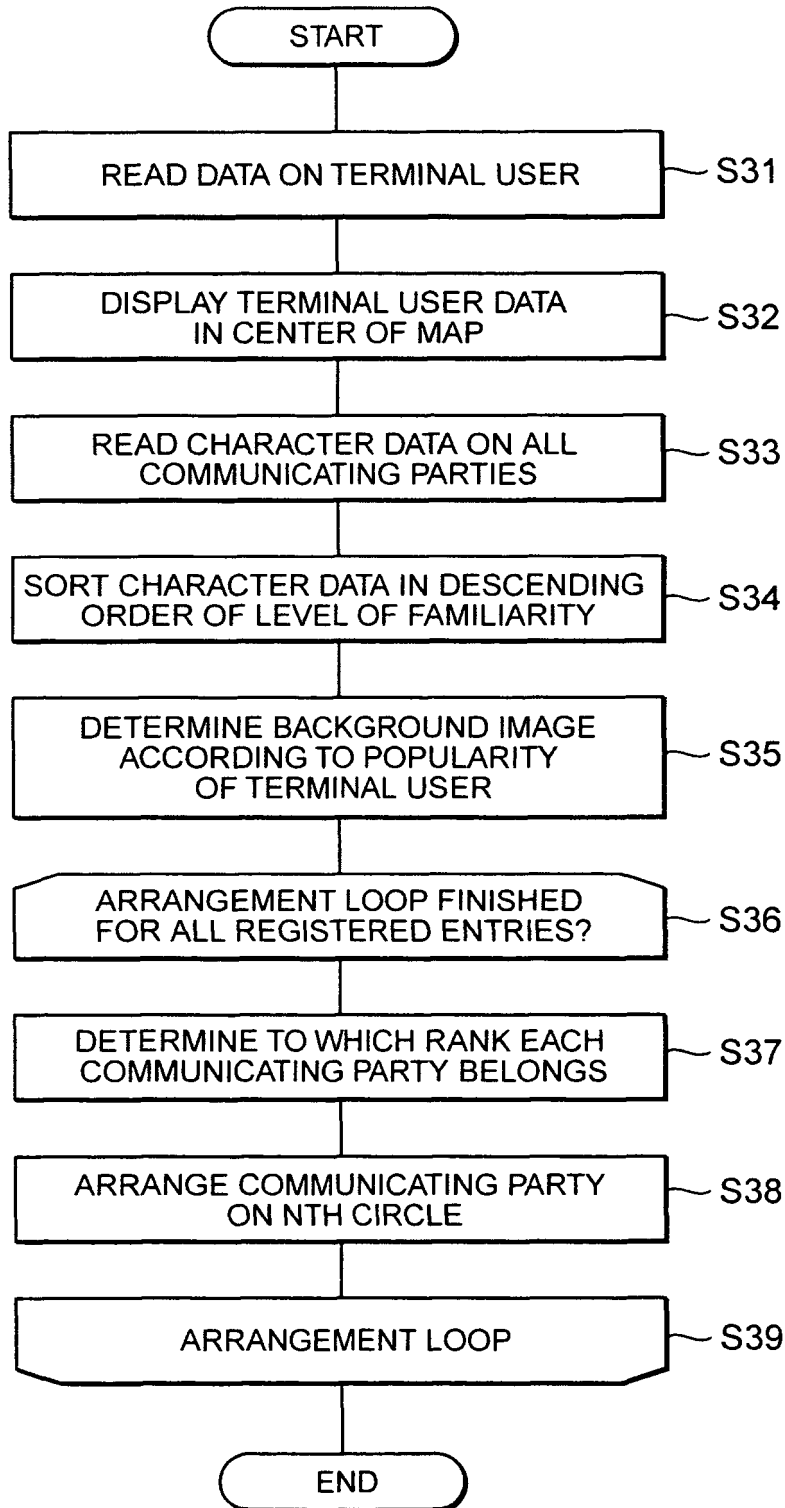 START
READ DATA ON TERMINAL USER
S31
DISPLAY TERMINAL USER DATA
IN CENTER OF MAP
S32
READ CHARACTER DATA ON ALL
COMMUNICATING PARTIES
S33
SORT CHARACTER DATA IN DESCENDING
ORDER OF LEVEL OF FAMILIARITY
S34
DETERMINE BACKGROUND IMAGE
ACCORDING TO POPULARITY
OF TERMINAL USER
S35
ARRANGEMENT LOOP FINISHED
FOR ALL REGISTERED ENTRIES?
S36
DETERMINE TO WHICH RANK EACH
COMMUNICATING PARTY BELONGS
S37
ARRANGE COMMUNICATING PARTY
ON NTH CIRCLE
S38
ARRANGEMENT LOOP
S39
END